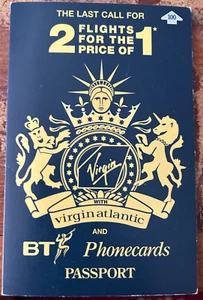 THE LAST CALL FOR
2 FLIGHTS FOR THE PRICE OF 1*
100
Virgin
WITH
virgin atlantic
AND
BT Phonecards
PASSPORT